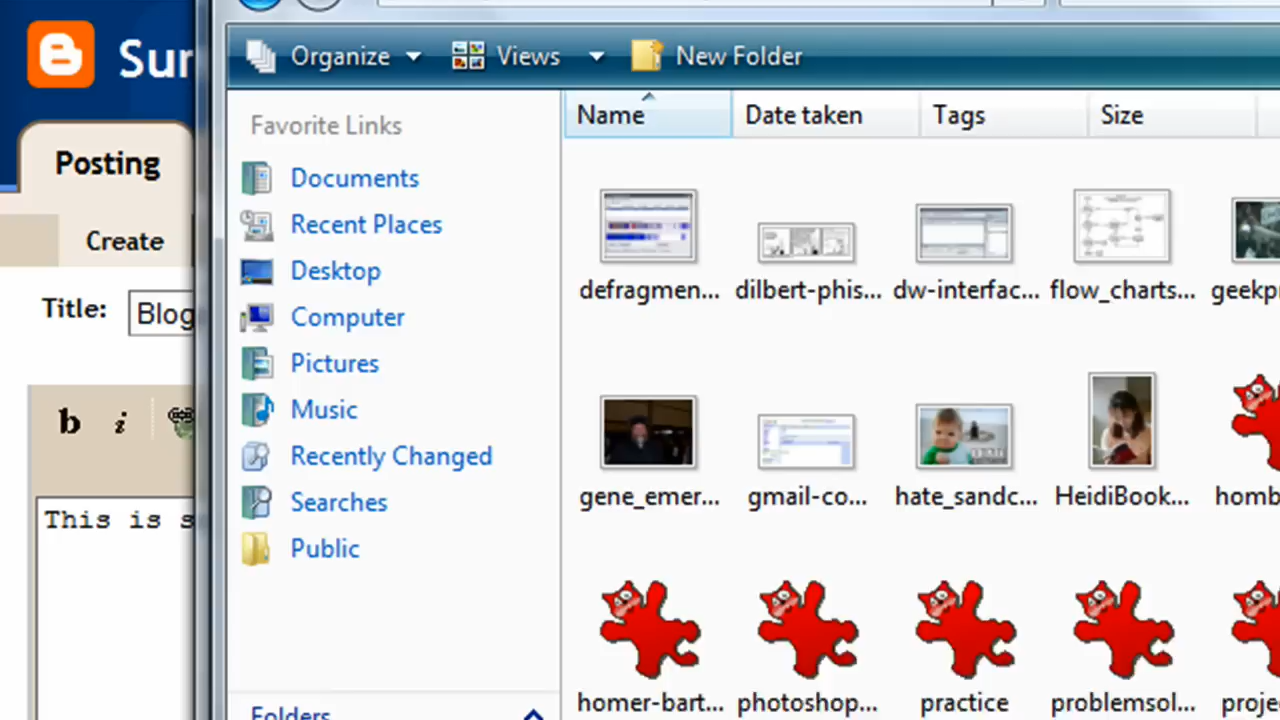 Sur
Organize Views New Folder
Posting
Create
Title: Blog
b i
This is s
Favorite Links
Documents
Recent Places
Desktop
Computer
Pictures
Music
Recently Changed
Searches
Public
Folders
Name Date taken Tags Size
defragmen... dilbert-phis... dw-interfac... flow_charts... geekpr
gene_emer... gmail-co... hate_sandc... HeidiBook... homb
homer-bart... photoshop... practice problemsol... proje